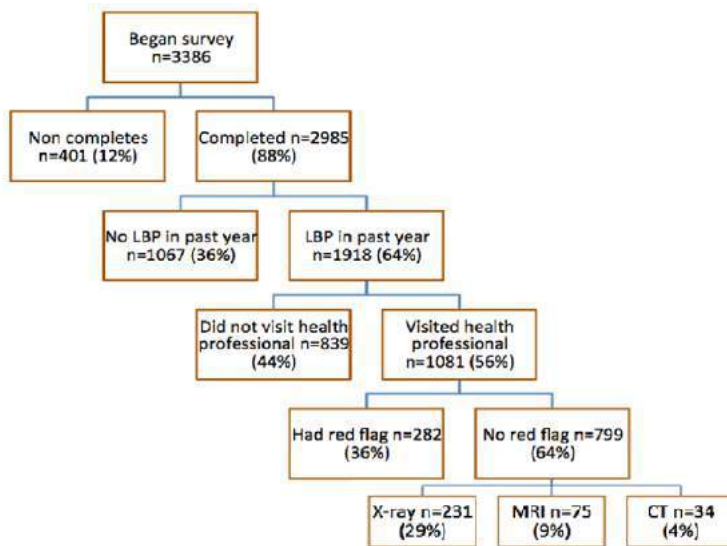 Began survey
n=3386
Non completes
n=401 (12%)
Completed n=2985
(88%)
No LBP in past year
n=1067 (36%)
LBP in past year
n=1918 (64%)
Did not visit health
professional n=839
(44%)
Visited health
professional
n=1081 (56%)
Had red flag n=282
(36%)
No red flag n=799
(64%)
X-ray n=231
(29%)
MRI n=75
(9%)
CT n=34
(4%)